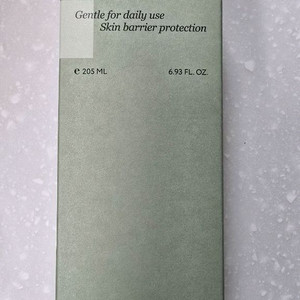 Gentle for daily use
Skin barrier protection
℮ 205 ML 6.93 FL. OZ.